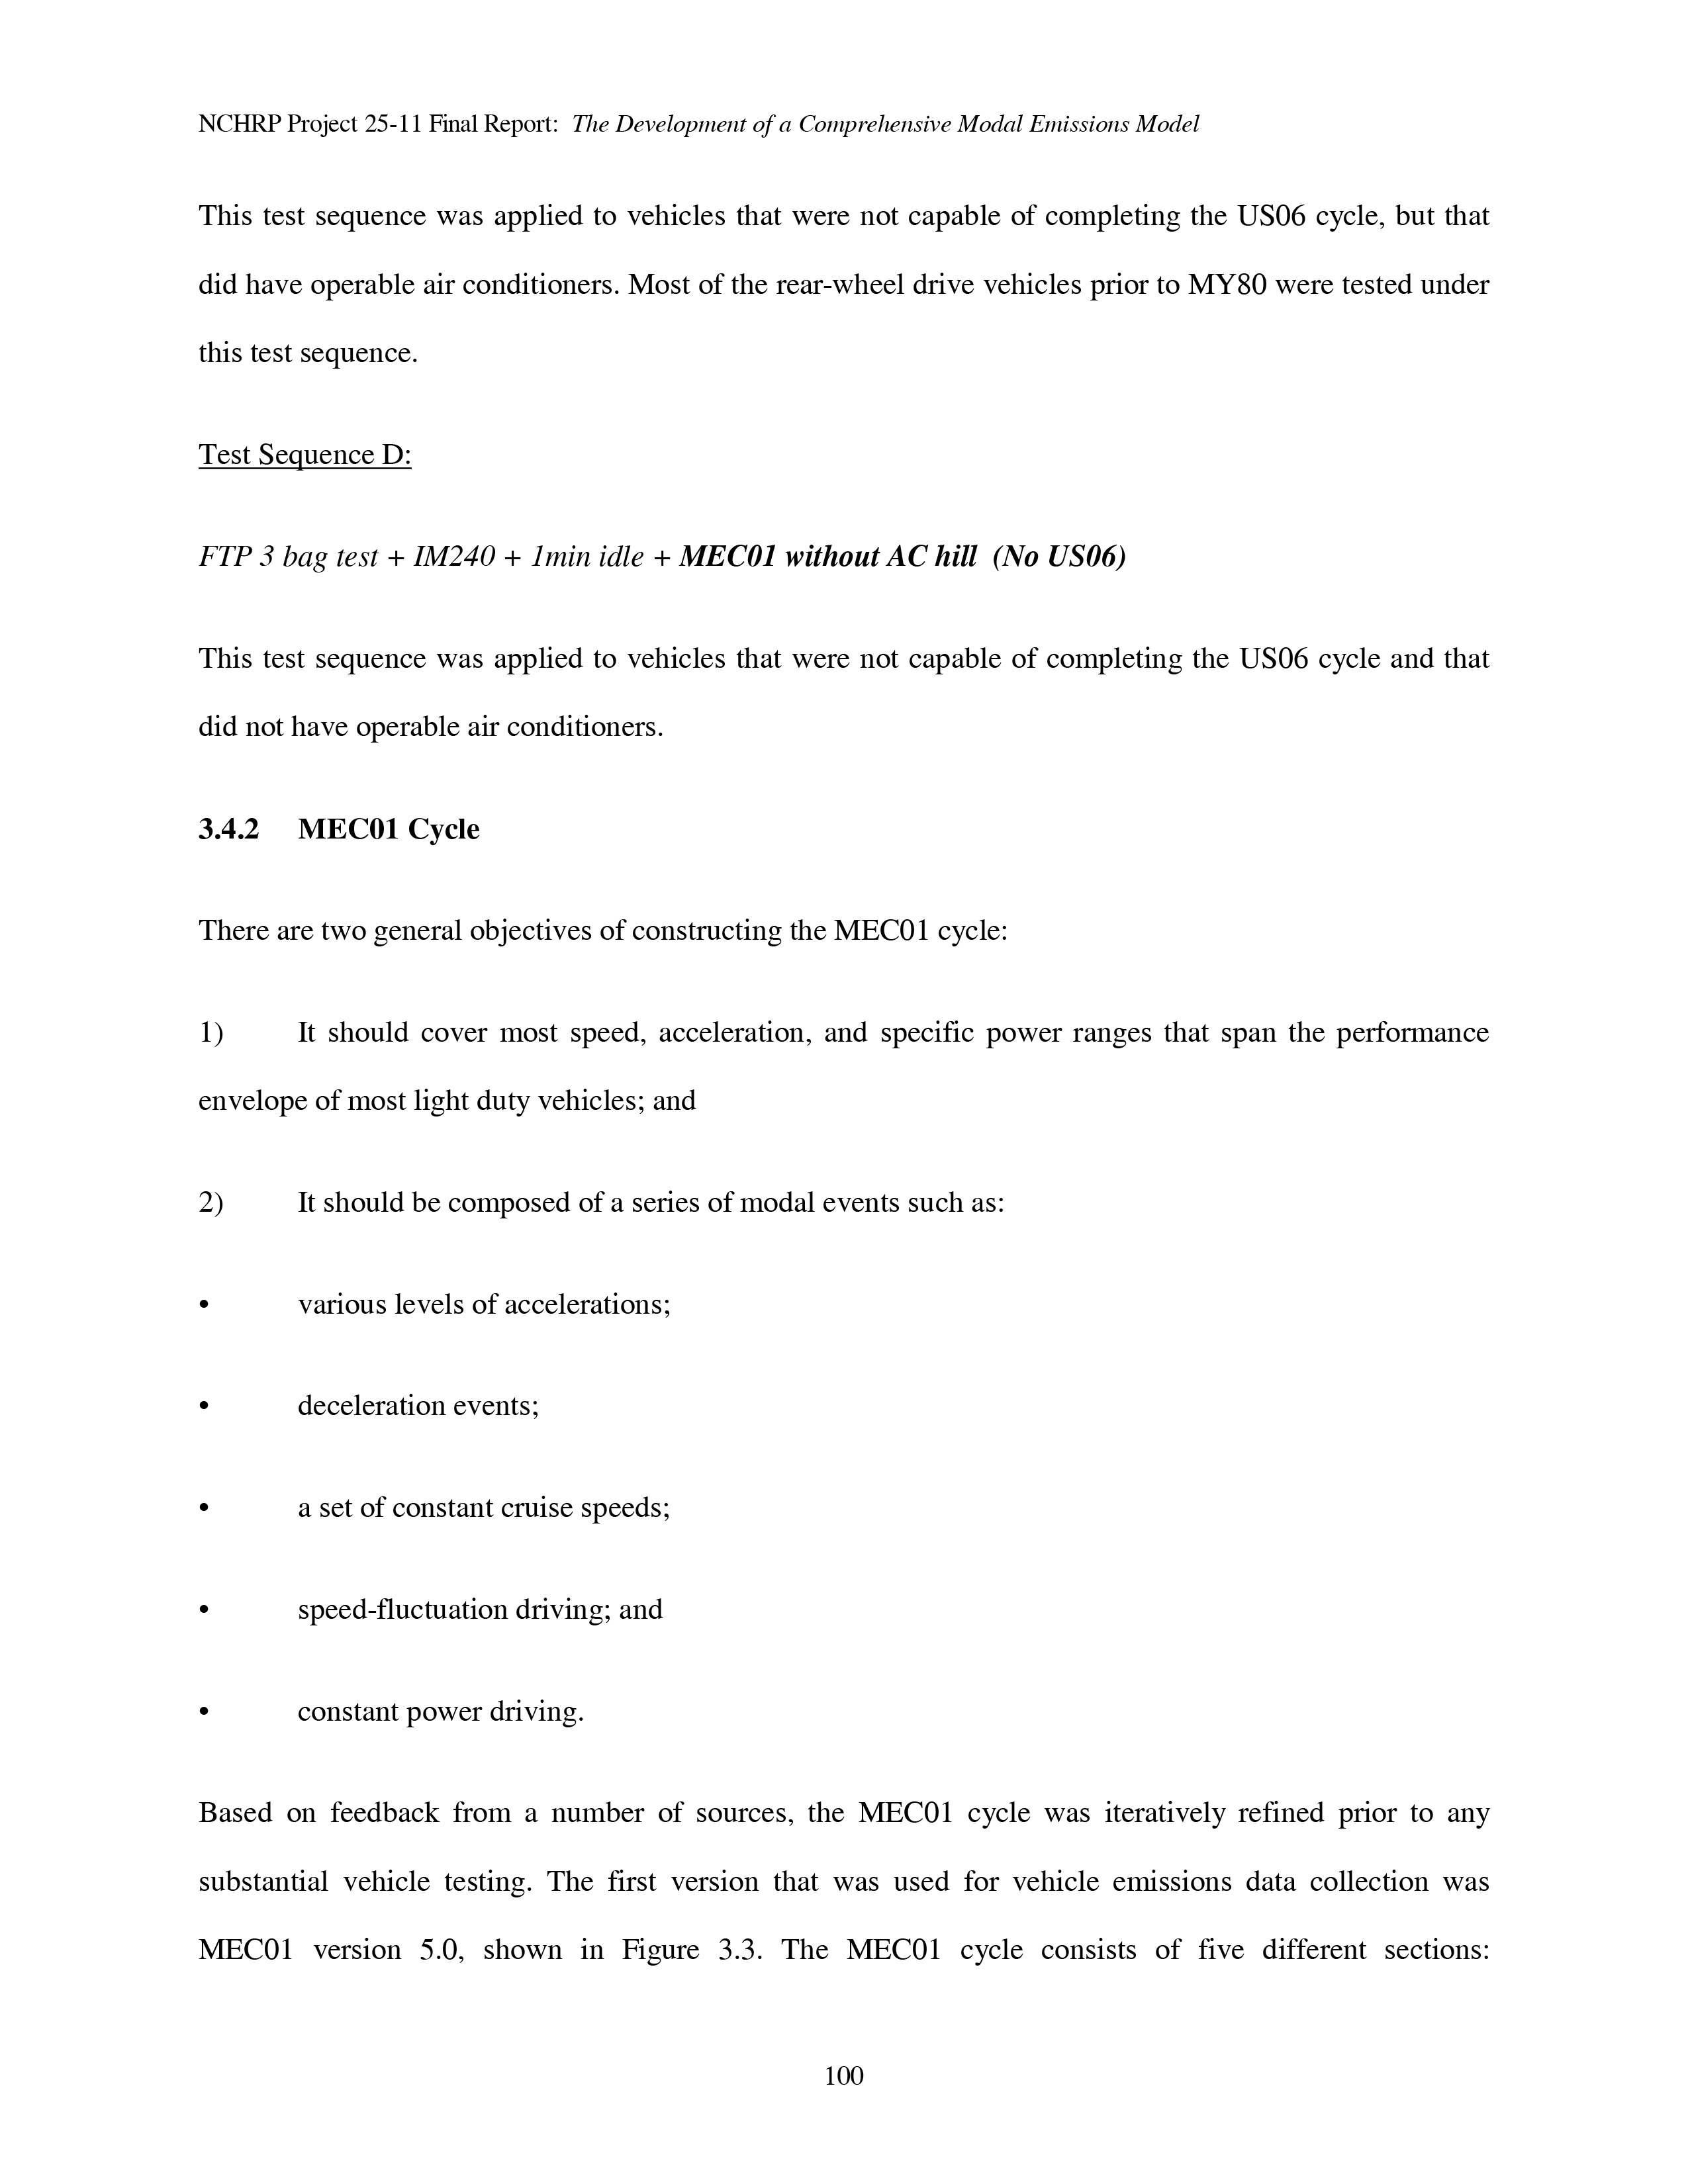 NCHRP Project 25-11 Final Report: The Development of a Comprehensive Modal Emissions Model
This test sequence was applied to vehicles that were not capable of completing the US06 cycle, but that
did have operable air conditioners. Most of the rear-wheel drive vehicles prior to MY80 were tested under
this test sequence.
Test Sequence D:
FTP 3 bag test + IM240 + 1min idle + MEC01 without AC hill (No US06)
This test sequence was applied to vehicles that were not capable of completing the US06 cycle and that
did not have operable air conditioners.
3.4.2 MEC01 Cycle
There are two general objectives of constructing the MEC01 cycle:
1) It should cover most speed, acceleration, and specific power ranges that span the performance
envelope of most light duty vehicles; and
2) It should be composed of a series of modal events such as:
• various levels of accelerations;
• deceleration events;
• a set of constant cruise speeds;
• speed-fluctuation driving; and
• constant power driving.
Based on feedback from a number of sources, the MEC01 cycle was iteratively refined prior to any
substantial vehicle testing. The first version that was used for vehicle emissions data collection was
MEC01 version 5.0, shown in Figure 3.3. The MEC01 cycle consists of five different sections:
100